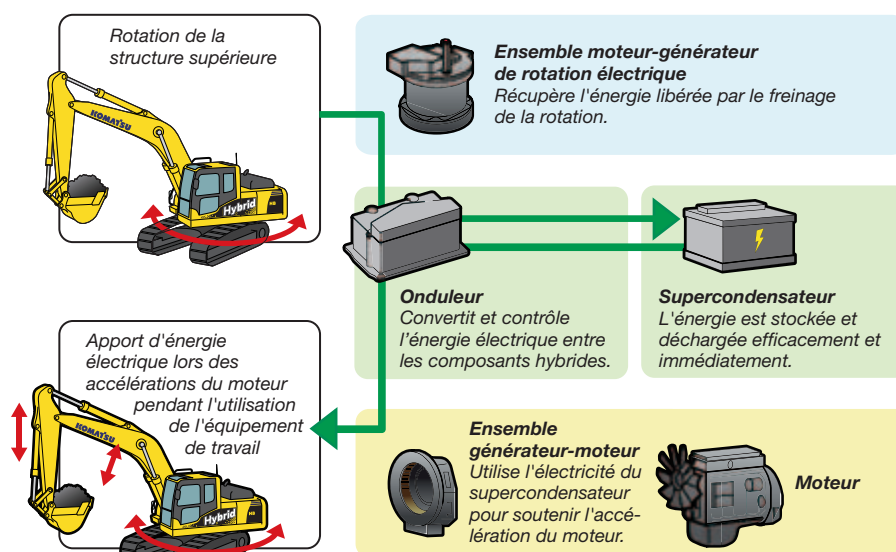 Rotation de la
structure supérieure
KOMATSU
Hybrid
Ensemble moteur-générateur
de rotation électrique
Récupère l'énergie libérée par le freinage
de la rotation.
Onduleur
Convertit et contrôle
l’énergie électrique entre
les composants hybrides.
Supercondensateur
L'énergie est stockée et
déchargée efficacement et
immédiatement.
Apport d'énergie
électrique lors des
accélérations du moteur
pendant l'utilisation
de l'équipement
de travail
KOMATSU
Hybrid
Ensemble
générateur-moteur
Utilise l'électricité du
supercondensateur
pour soutenir l'accé-
lération du moteur.
Moteur